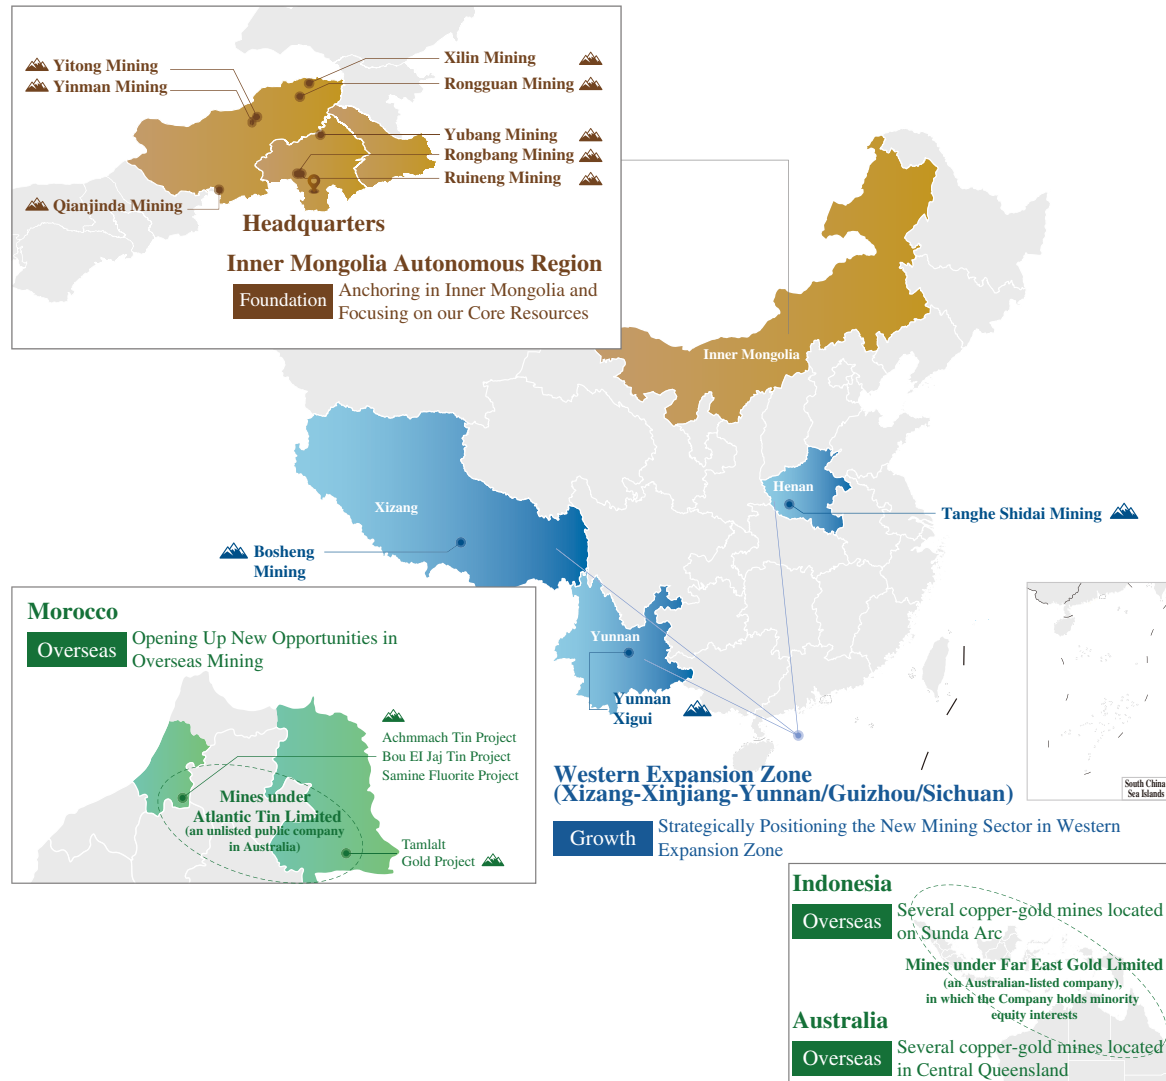 Yitong Mining
Yinman Mining
Qianjinda Mining
Xilin Mining
Rongguan Mining
Yubang Mining
Rongbang Mining
Ruineng Mining
Headquarters
Inner Mongolia Autonomous Region
Foundation
Anchoring in Inner Mongolia and
Focusing on our Core Resources
Inner Mongolia
Xizang
Henan
Tanghe Shidai Mining
Bosheng
Mining
Yunnan
Yunnan
Xigui
Western Expansion Zone
(Xizang-Xinjiang-Yunnan/Guizhou/Sichuan)
Growth
Strategically Positioning the New Mining Sector in Western
Expansion Zone
South China
Sea Islands
Morocco
Overseas
Opening Up New Opportunities in
Overseas Mining
Achmmach Tin Project
Bou EI Jaj Tin Project
Samine Fluorite Project
Mines under
Atlantic Tin Limited
(an unlisted public company
in Australia)
Tamlalt
Gold Project
Indonesia
Overseas
Several copper-gold mines located
on Sunda Arc
Mines under Far East Gold Limited
(an Australian-listed company),
in which the Company holds minority
equity interests
Australia
Overseas
Several copper-gold mines located
in Central Queensland